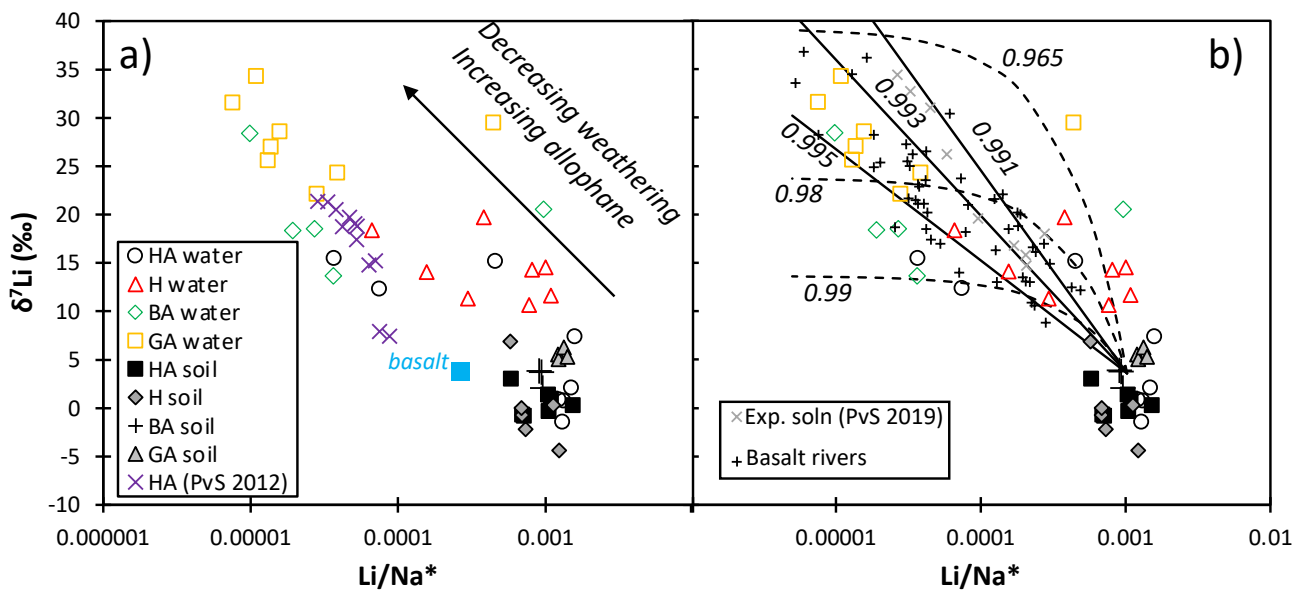 a)
Decreasing weathering
Increasing allophane
δ⁷Li (‰)
40
35
30
25
20
15
10
5
0
-5
-10
basalt
HA water
H water
BA water
GA water
HA soil
H soil
BA soil
GA soil
HA (PvS 2012)
0.000001
0.00001
0.0001
0.001
Li/Na*
b)
0.965
0.993
0.991
0.995
0.98
0.99
Exp. soln (PvS 2019)
Basalt rivers
0.00001
0.0001
0.001
0.01
Li/Na*